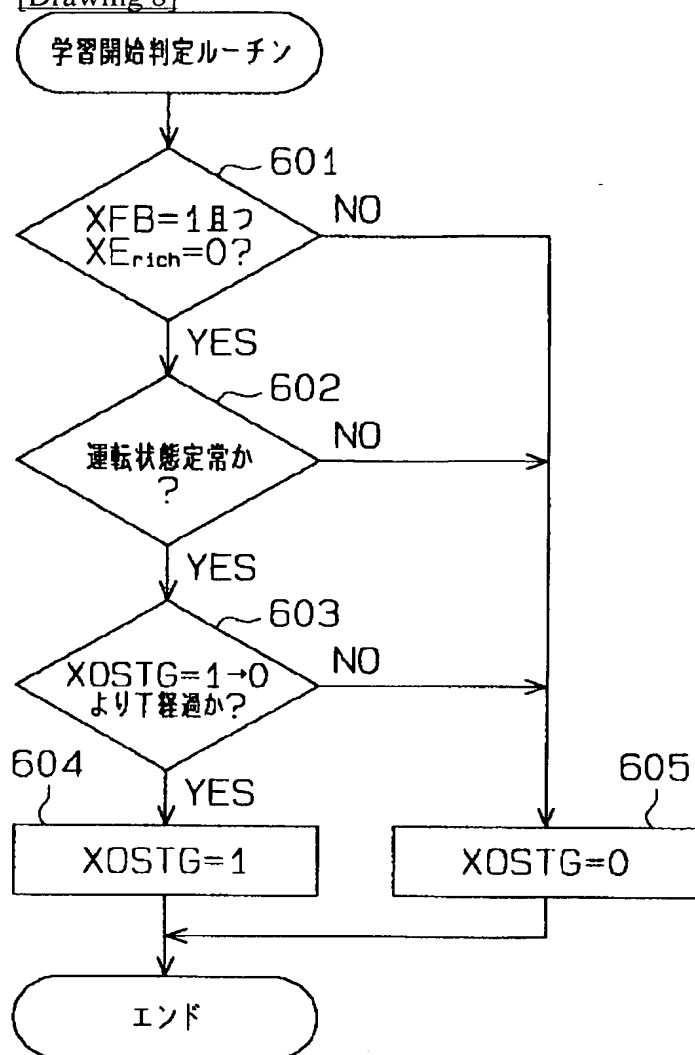 [Drawing 8]
学習開始判定ルーチン
601
XFB=1且つ
XErich=0?
NO
YES
602
運転状態定常か
?
NO
YES
603
XOSTG=1→0
よりT経過か?
NO
YES
604
XOSTG=1
605
XOSTG=0
エンド